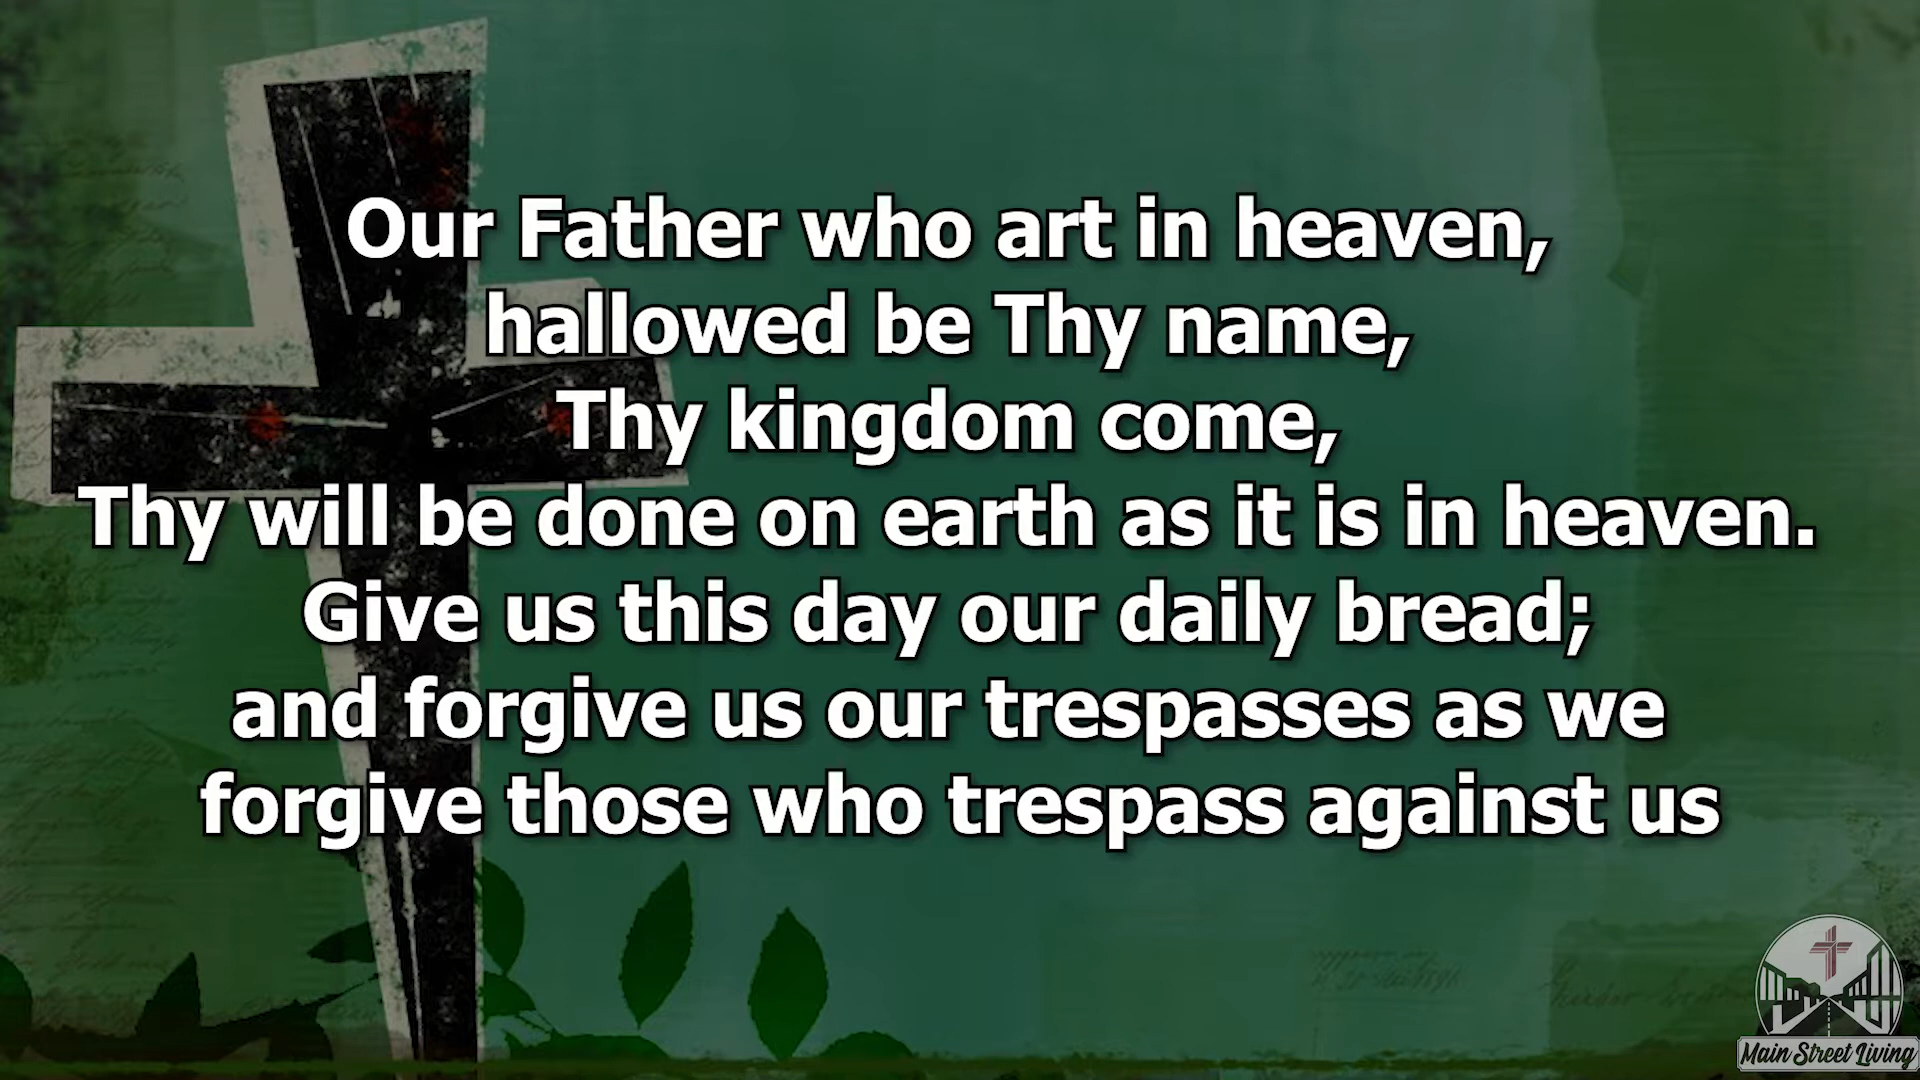 Our Father who art in heaven,
hallowed be Thy name,
Thy kingdom come,
Thy will be done on earth as it is in heaven.
Give us this day our daily bread;
and forgive us our trespasses as we
forgive those who trespass against us
Main Street Living